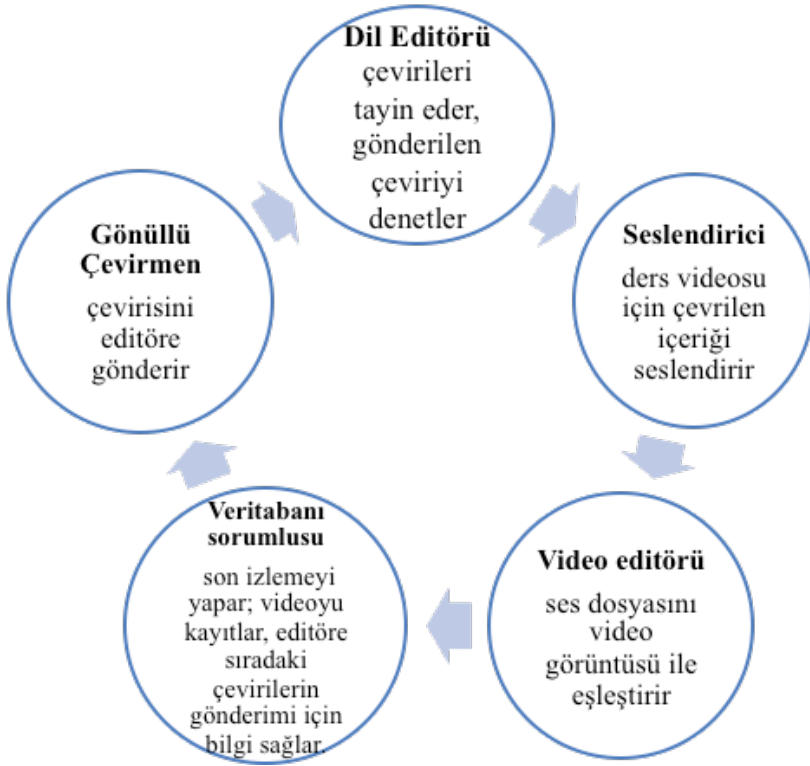 Dil Editörü
çevirileri
tayin eder,
gönderilen
çeviriyi
denetler
Seslendirici
ders videosu
için çevrilen
içeriği
seslendirir
Video editörü
ses dosyasını
video
görüntüsü ile
eşleştirir
Veritabanı
sorumlusu
son izlemeyi
yapar; videoyu
kayıtlar, editöre
sıradaki
çevirilerin
gönderimi için
bilgi sağlar.
Gönüllü
Çevirmen
çevirisini
editöre
gönderir